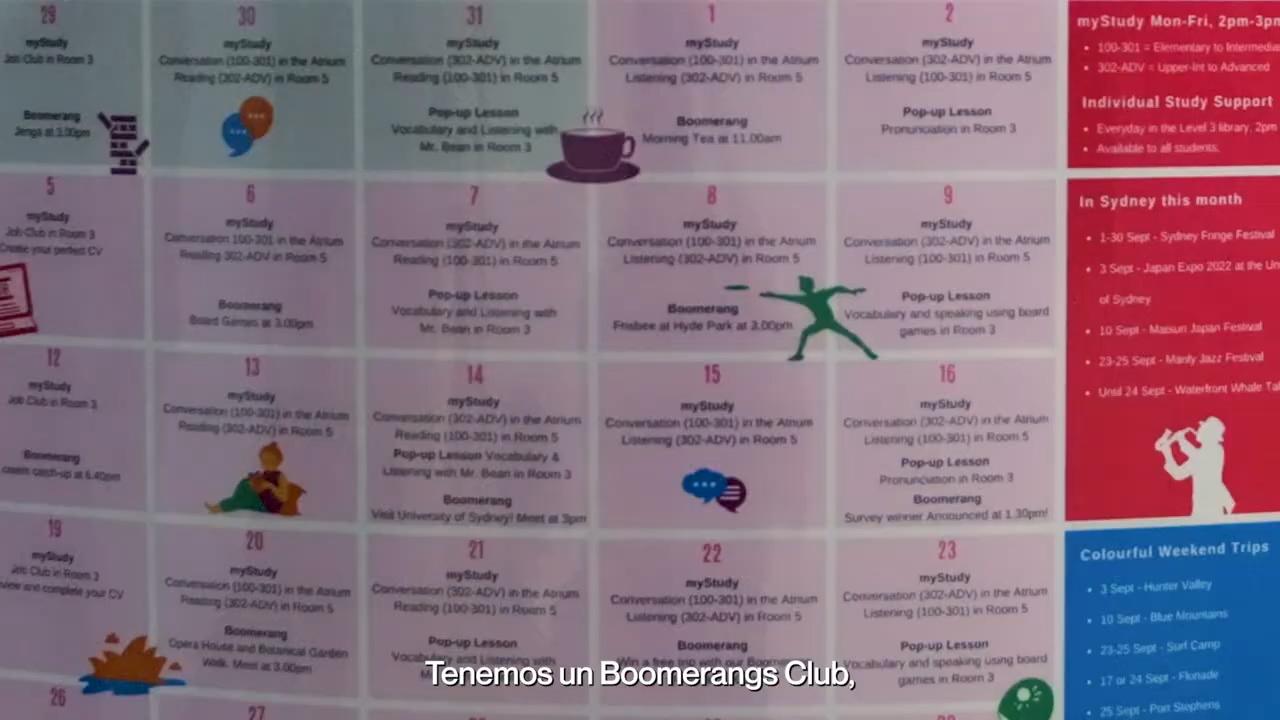 29
myStudy
Job Club in Room 3
Boomerang
Jenga at 3.00pm
30
myStudy
Conversation (100-301) in the Atrium
Reading (302-ADV) in Room 5
31
myStudy
Conversation (302-ADV) in the Atrium
Reading (100-301) in Room 5
Pop-up Lesson
Vocabulary and Listening with
Mr. Bean in Room 3
1
myStudy
Conversation (100-301) in the Atrium
Listening (302-ADV) in Room 5
Boomerang
Morning Tea at 11.00am
2
myStudy
Conversation (302-ADV) in the Atrium
Listening (100-301) in Room 5
Pop-up Lesson
Pronunciation in Room 3
5
myStudy
Job Club in Room 3
Create your perfect CV
6
myStudy
Conversation 100-301 in the Atrium
Reading 302-ADV in Room 5
Boomerang
Board Games at 3.00pm
7
myStudy
Conversation (302-ADV) in the Atrium
Reading (100-301) in Room 5
Pop-up Lesson
Vocabulary and Listening with
Mr. Bean in Room 3
8
myStudy
Conversation (100-301) in the Atrium
Listening (302-ADV) in Room 5
Boomerang
Frisbee at Hyde Park at 3.00pm
9
myStudy
Conversation (302-ADV) in the Atrium
Listening (100-301) in Room 5
Pop-up Lesson
Vocabulary and speaking using board
games in Room 3
12
myStudy
Job Club in Room 3
Boomerang
catch-up at 6.40pm
13
myStudy
Conversation (100-301) in the Atrium
Reading (302-ADV) in Room 5
14
myStudy
Conversation (302-ADV) in the Atrium
Reading (100-301) in Room 5
Pop-up Lesson Vocabulary &
Listening with Mr. Bean in Room 3
Boomerang
Visit University of Sydney! Meet at 3pm
15
myStudy
Conversation (100-301) in the Atrium
Listening (302-ADV) in Room 5
16
myStudy
Conversation (302-ADV) in the Atrium
Listening (100-301) in Room 5
Pop-up Lesson
Pronunciation in Room 3
Boomerang
Survey winner Announced at 1.30pm!
19
myStudy
Job Club in Room 3
and complete your CV
20
myStudy
Conversation (100-301) in the Atrium
Reading (302-ADV) in Room 5
Boomerang
Opera House and Botanical Garden
Walk. Meet at 3.00pm
21
myStudy
Conversation (302-ADV) in the Atrium
Reading (100-301) in Room 5
Pop-up Lesson
Vocabulary and Listening with
22
myStudy
Conversation (100-301) in the Atrium
Listening (302-ADV) in Room 5
Boomerang
Win a free trip with our
23
myStudy
Conversation (302-ADV) in the Atrium
Listening (100-301) in Room 5
Pop-up Lesson
Vocabulary and speaking using board
games in Room 3
26
27
myStudy Mon-Fri, 2pm-3pm
• 100-301 = Elementary to Intermedia
• 302-ADV = Upper-Int to Advanced
Individual Study Support
• Everyday in the Level 3 library, 2pm
• Available to all students.
In Sydney this month
• 1-30 Sept - Sydney Fringe Festival
• 3 Sept - Japan Expo 2022 at the Un
of Sydney
• 10 Sept - Matsuri Japan Festival
• 23-25 Sept - Manly Jazz Festival
• Until 24 Sept - Waterfront Whale Ta
Colourful Weekend Trips
• 3 Sept - Hunter Valley
• 10 Sept - Blue Mountains
• 23-25 Sept - Surf Camp
• 17 or 24 Sept - Floriade
• 25 Sept - Port Stephens
Tenemos un Boomerangs Club,